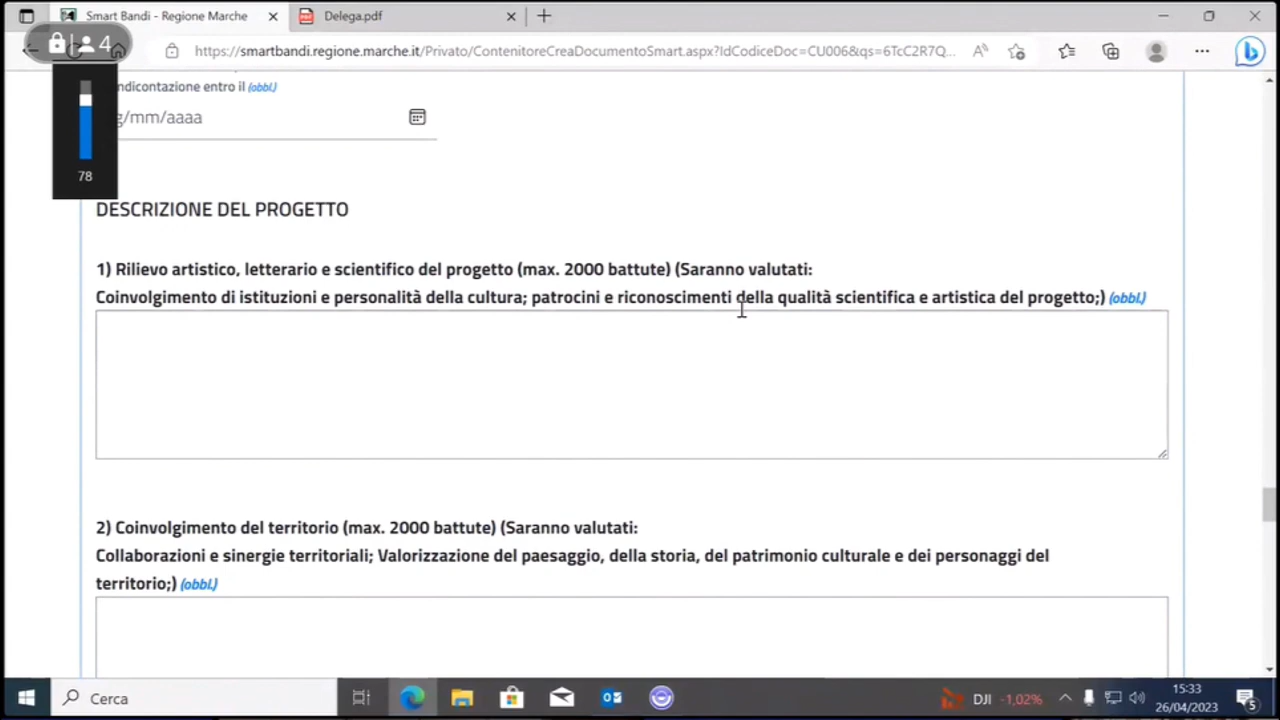 Smart Bandi - Regione Marche
Delega.pdf
4
https://smartbandi.regione.marche.it/Privato/ContenitoreCreaDocumentoSmart.aspx?IdCodiceDoc=CU006&qs=6TcC2R7Q...
ndicontazione entro il (obbl.)
g/mm/aaaa
78
DESCRIZIONE DEL PROGETTO
1) Rilievo artistico, letterario e scientifico del progetto (max. 2000 battute) (Saranno valutati:
Coinvolgimento di istituzioni e personalità della cultura; patrocini e riconoscimenti della qualità scientifica e artistica del progetto;) (obbl.)
2) Coinvolgimento del territorio (max. 2000 battute) (Saranno valutati:
Collaborazioni e sinergie territoriali; Valorizzazione del paesaggio, della storia, del patrimonio culturale e dei personaggi del
territorio;) (obbl.)
Cerca
DJI -1,02%
15:33
26/04/2023
5